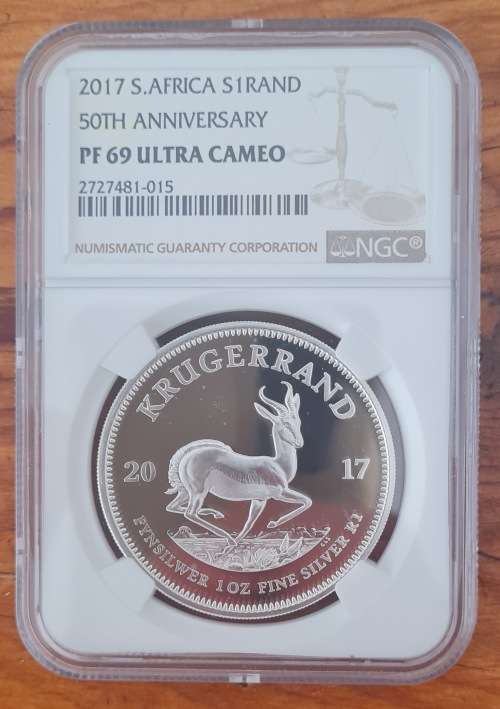 2017 S.AFRICA S1RAND
50TH ANNIVERSARY
PF 69 ULTRA CAMEO
2727481-015
NUMISMATIC GUARANTY CORPORATION
NGC®
KRUGERRAND
20 17
FYNSILWER 1 OZ FINE SILVER R1